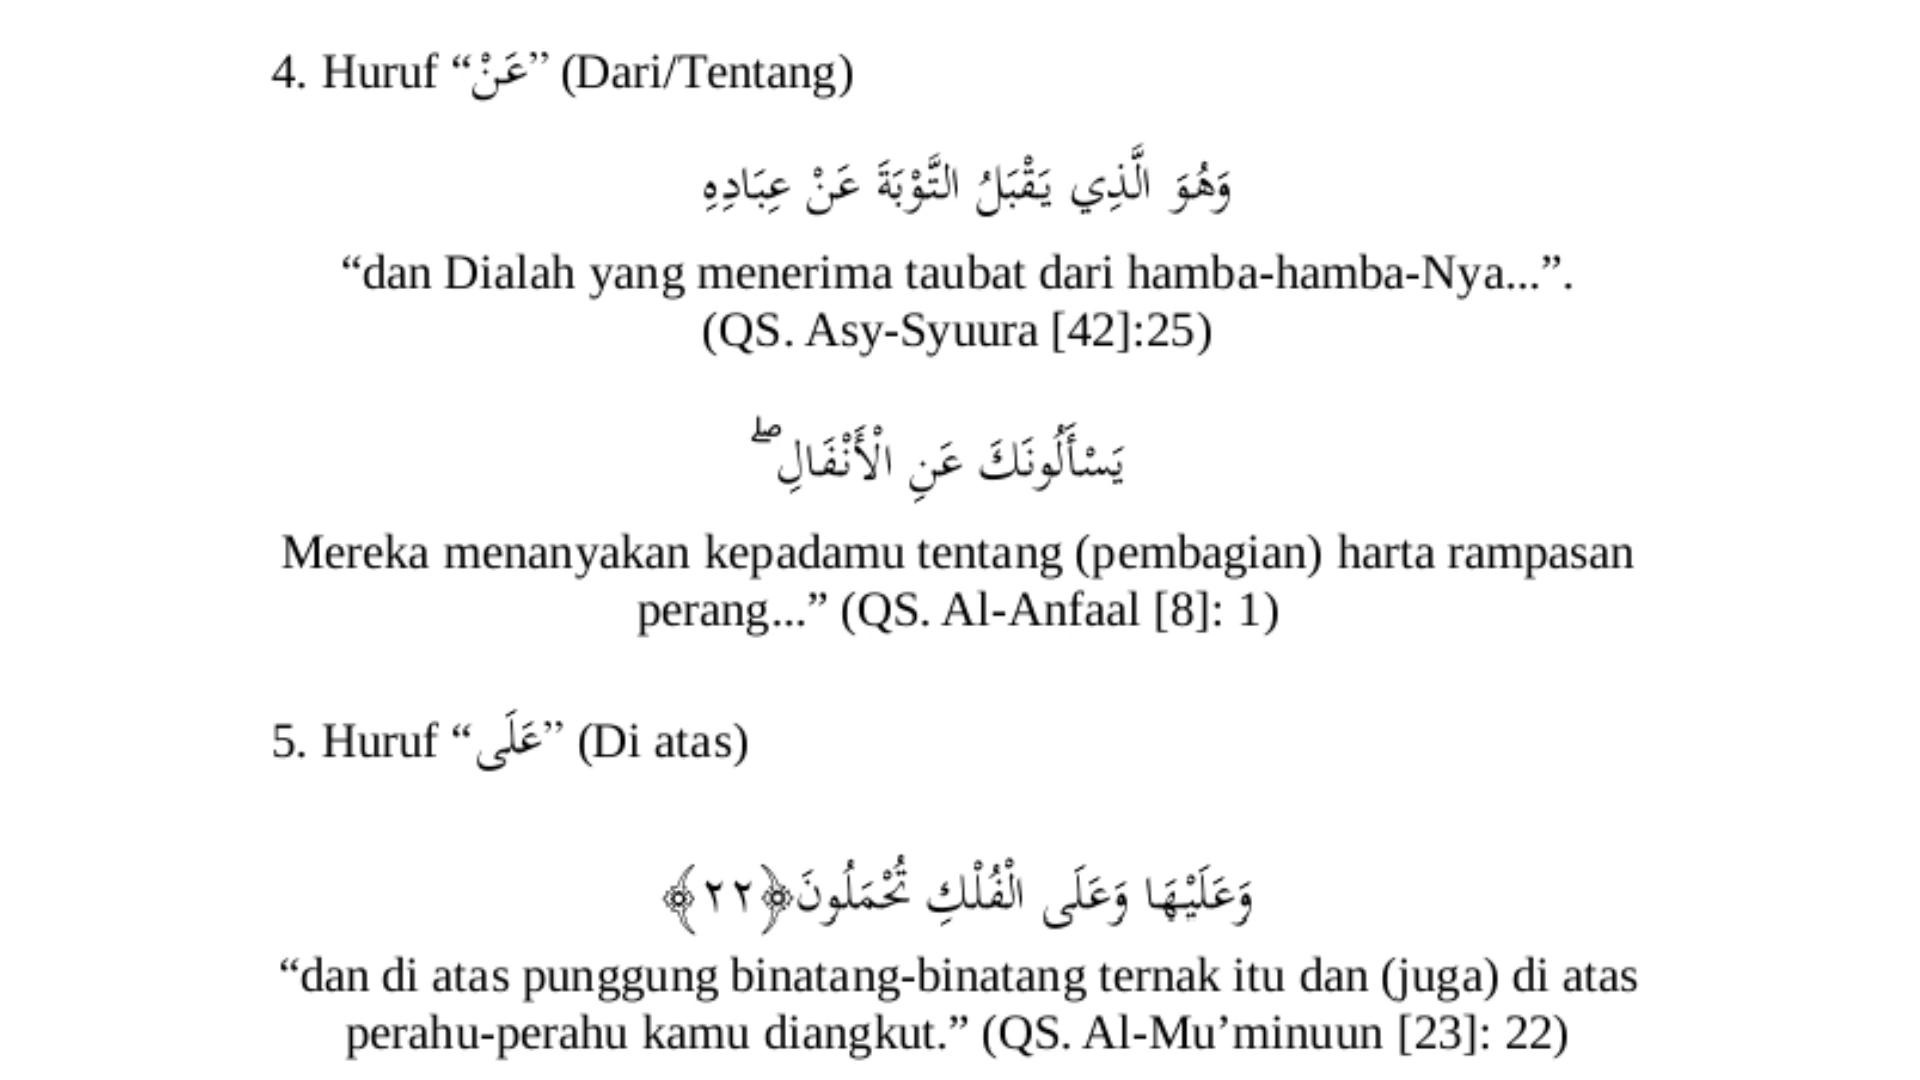 4. Huruf “عَنْ” (Dari/Tentang)
وَهُوَ الَّذِي يَقْبَلُ التَّوْبَةَ عَنْ عِبَادِهِ
“dan Dialah yang menerima taubat dari hamba-hamba-Nya...”.
(QS. Asy-Syuura [42]:25)
يَسْأَلُونَكَ عَنِ الْأَنْفَالِ ۖ
Mereka menanyakan kepadamu tentang (pembagian) harta rampasan
perang...” (QS. Al-Anfaal [8]: 1)
5. Huruf “عَلَى” (Di atas)
وَعَلَيْهَا وَعَلَى الْفُلْكِ تُحْمَلُونَ﴿٢٢﴾
“dan di atas punggung binatang-binatang ternak itu dan (juga) di atas
perahu-perahu kamu diangkut.” (QS. Al-Mu’minuun [23]: 22)